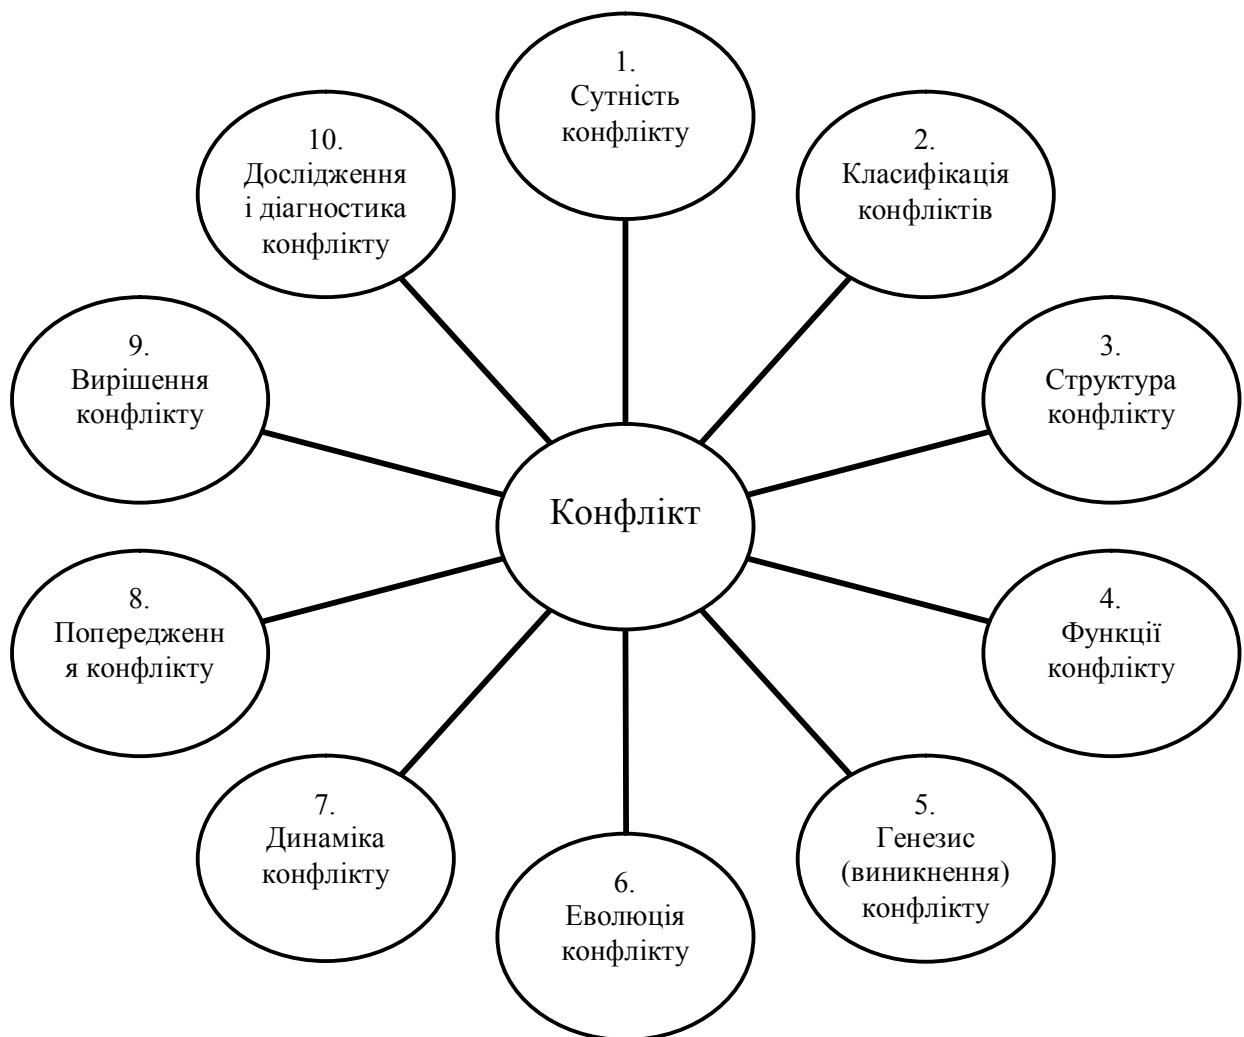 1.
Сутність
конфлікту
2.
Класифікація
конфліктів
3.
Структура
конфлікту
4.
Функції
конфлікту
5.
Генезис
(виникнення)
конфлікту
6.
Еволюція
конфлікту
7.
Динаміка
конфлікту
8.
Попередженн
я конфлікту
9.
Вирішення
конфлікту
10.
Дослідження
і діагностика
конфлікту
Конфлікт